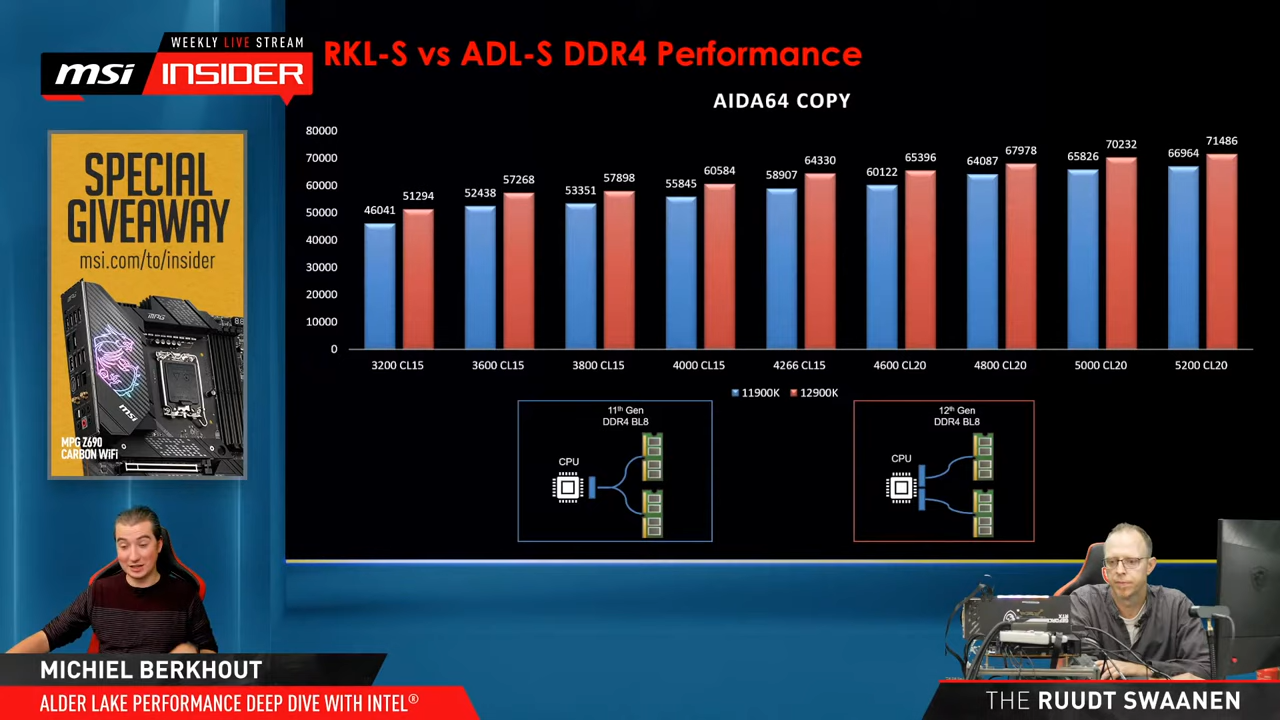 WEEKLY LIVE STREAM
msi INSIDER
RKL-S vs ADL-S DDR4 Performance
AIDA64 COPY
SPECIAL
GIVEAWAY
msi.com/to/insider
MPG
msi
MPG Z690
CARBON WiFi
80000
70000
60000
50000
40000
30000
20000
10000
0
46041 51294 52438 57268 53351 57898 55845 60584 58907 64330 60122 65396 64087 67978 65826 70232 66964 71486
3200 CL15 3600 CL15 3800 CL15 4000 CL15 4266 CL15 4600 CL20 4800 CL20 5000 CL20 5200 CL20
11900K 12900K
11th Gen
DDR4 BL8
CPU
12th Gen
DDR4 BL8
CPU
GEFORCE RTX
MICHIEL BERKHOUT
ALDER LAKE PERFORMANCE DEEP DIVE WITH INTEL®
THE RUUDT SWAANEN